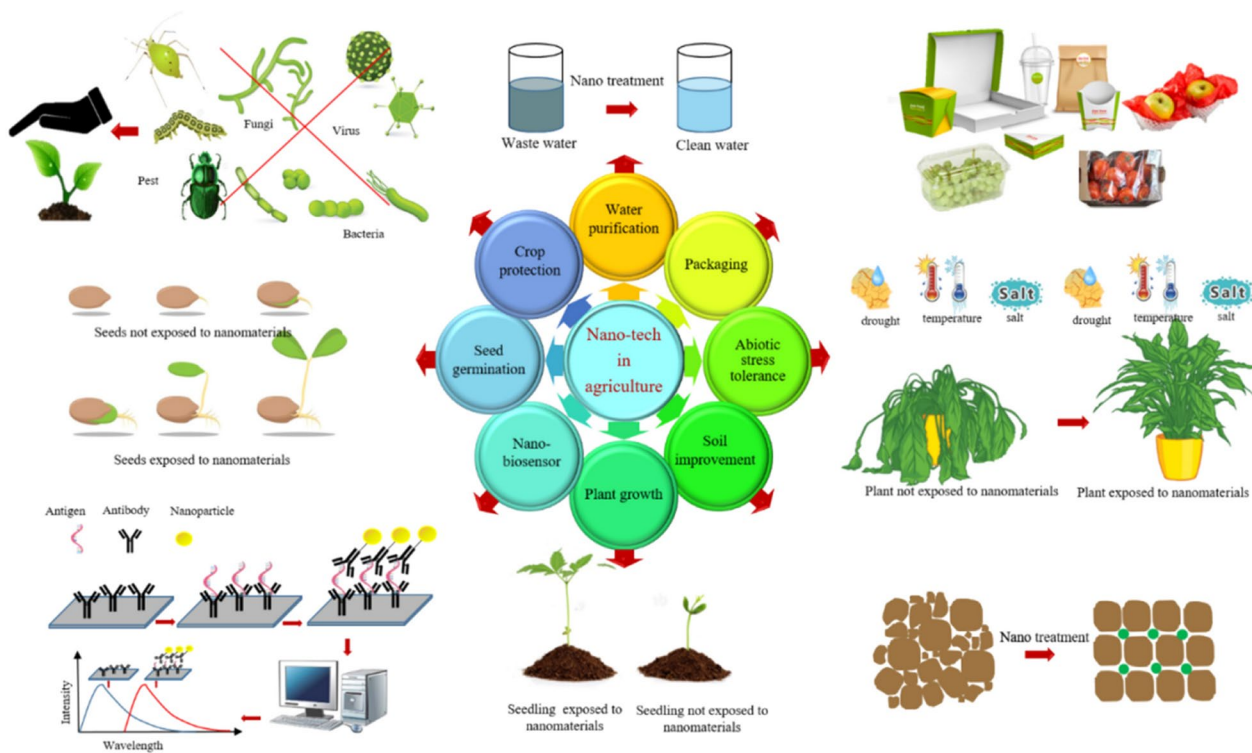 Fungi
Virus
Pest
Bacteria
Nano treatment
Waste water
Clean water
Water
purification
Crop
protection
Packaging
Seed
germination
Nano-tech
in
agriculture
Abiotic
stress
tolerance
Nano-
biosensor
Soil
improvement
Plant growth
Seeds not exposed to nanomaterials
Seeds exposed to nanomaterials
drought
temperature
Salt
salt
drought
temperature
Salt
salt
Plant not exposed to nanomaterials
Plant exposed to nanomaterials
Antigen
Antibody
Nanoparticle
Intensity
Wavelength
Seedling exposed to
nanomaterials
Seedling not exposed to
nanomaterials
Nano treatment